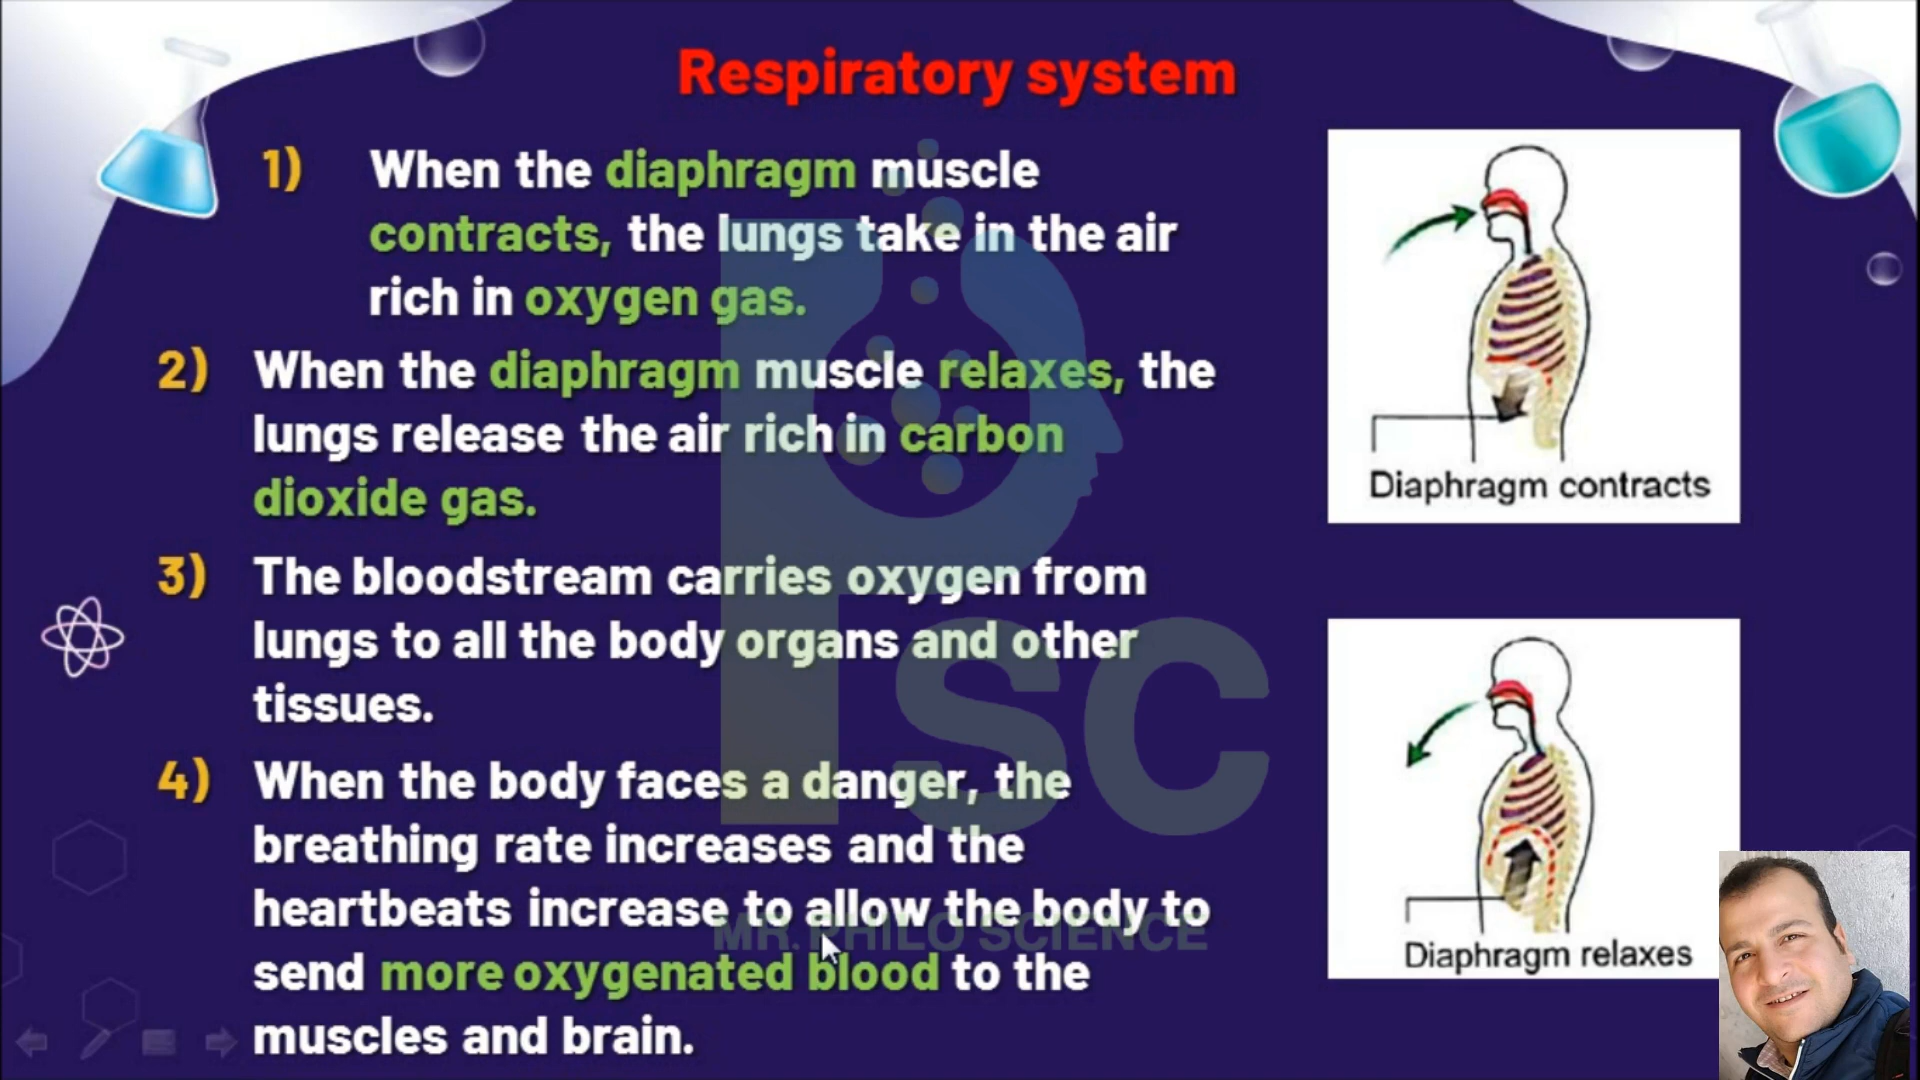 Respiratory system
1) When the diaphragm muscle
contracts, the lungs take in the air
rich in oxygen gas.
2) When the diaphragm muscle relaxes, the
lungs release the air rich in carbon
dioxide gas.
3) The bloodstream carries oxygen from
lungs to all the body organs and other
tissues.
4) When the body faces a danger, the
breathing rate increases and the
heartbeats increase to allow the body to
send more oxygenated blood to the
muscles and brain.
Diaphragm contracts
Diaphragm relaxes
Psc
MR. PHILO SCIENCE